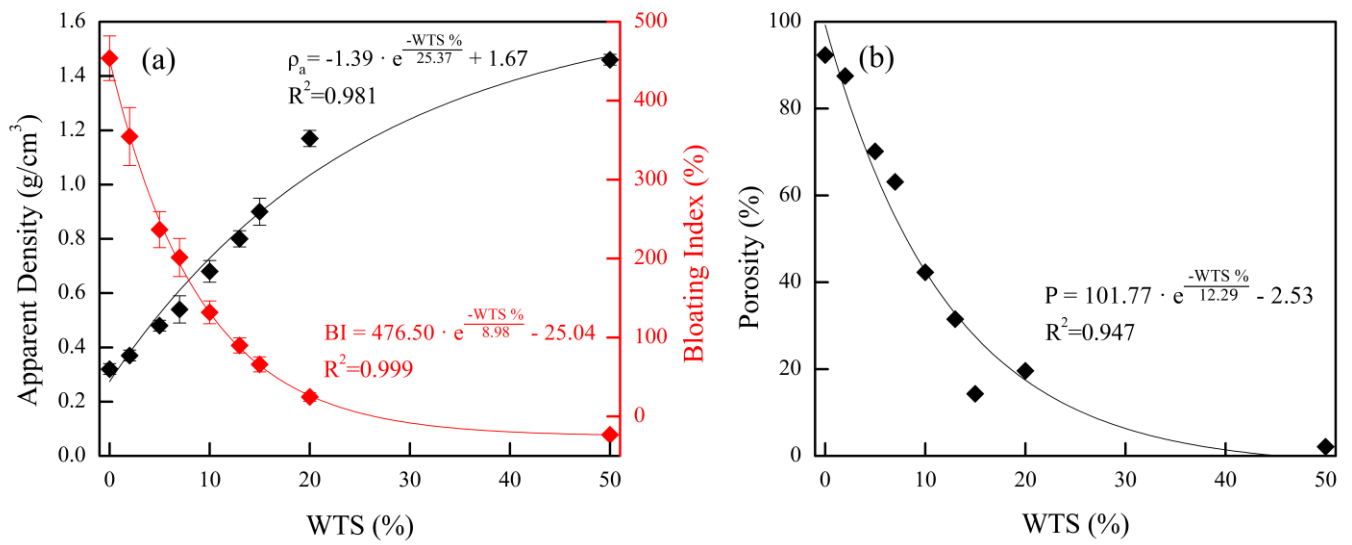 (a)
ρa = -1.39 · e^(-WTS % / 25.37) + 1.67
R²=0.981
BI = 476.50 · e^(-WTS % / 8.98) - 25.04
R²=0.999
Apparent Density (g/cm³)
1.6
1.4
1.2
1.0
0.8
0.6
0.4
0.2
0.0
0 10 20 30 40 50
WTS (%)
500
400
300
200
100
0
Bloating Index (%)
(b)
P = 101.77 · e^(-WTS % / 12.29) - 2.53
R²=0.947
Porosity (%)
100
80
60
40
20
0
0 10 20 30 40 50
WTS (%)